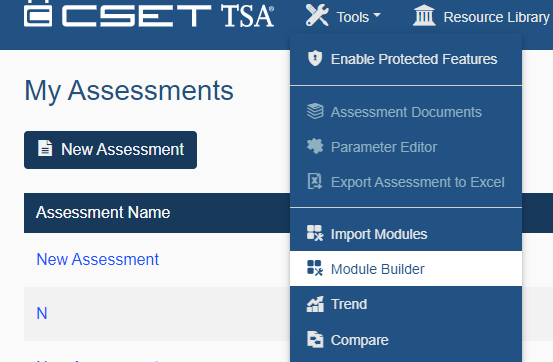 CSET TSA®
Tools
Resource Library
My Assessments
Enable Protected Features
Assessment Documents
New Assessment
Parameter Editor
Export Assessment to Excel
Assessment Name
Import Modules
New Assessment
Module Builder
N
Trend
Compare